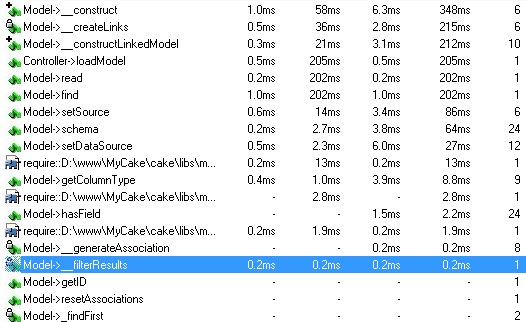 Model->__construct 1.0ms 58ms 6.3ms 348ms 6
Model->__createLinks 0.5ms 36ms 2.8ms 215ms 6
Model->__constructLinkedModel 0.3ms 21ms 3.1ms 212ms 10
Controller->loadModel 0.5ms 205ms 0.5ms 205ms 1
Model->read 0.2ms 202ms 0.2ms 202ms 1
Model->find 1.0ms 202ms 1.0ms 202ms 1
Model->setSource 0.6ms 14ms 3.4ms 86ms 6
Model->schema 0.2ms 2.7ms 3.8ms 64ms 24
Model->setDataSource 0.5ms 2.3ms 6.0ms 27ms 12
require::D:\www\MyCake\cake\libs\m... 0.2ms 13ms 0.2ms 13ms 1
Model->getColumnType 0.4ms 1.0ms 3.9ms 8.8ms 9
require::D:\www\MyCake\cake\libs\m... - 2.8ms - 2.8ms 1
Model->hasField - - 1.5ms 2.2ms 24
require::D:\www\MyCake\cake\libs\m... 0.2ms 1.9ms 0.2ms 1.9ms 1
Model->__generateAssociation - - - - 8
Model->__filterResults 0.2ms 0.2ms 0.2ms 0.2ms 1
Model->getID - - - - 1
Model->resetAssociations - - - - 1
Model->_findFirst - - - - 2